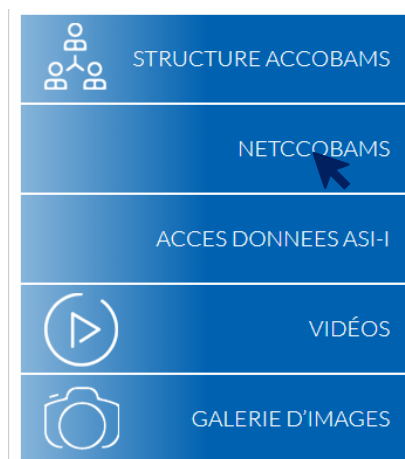 STRUCTURE ACCOBAMS
NETCCOBAMS
ACCES DONNEES ASI-I
VIDÉOS
GALERIE D'IMAGES